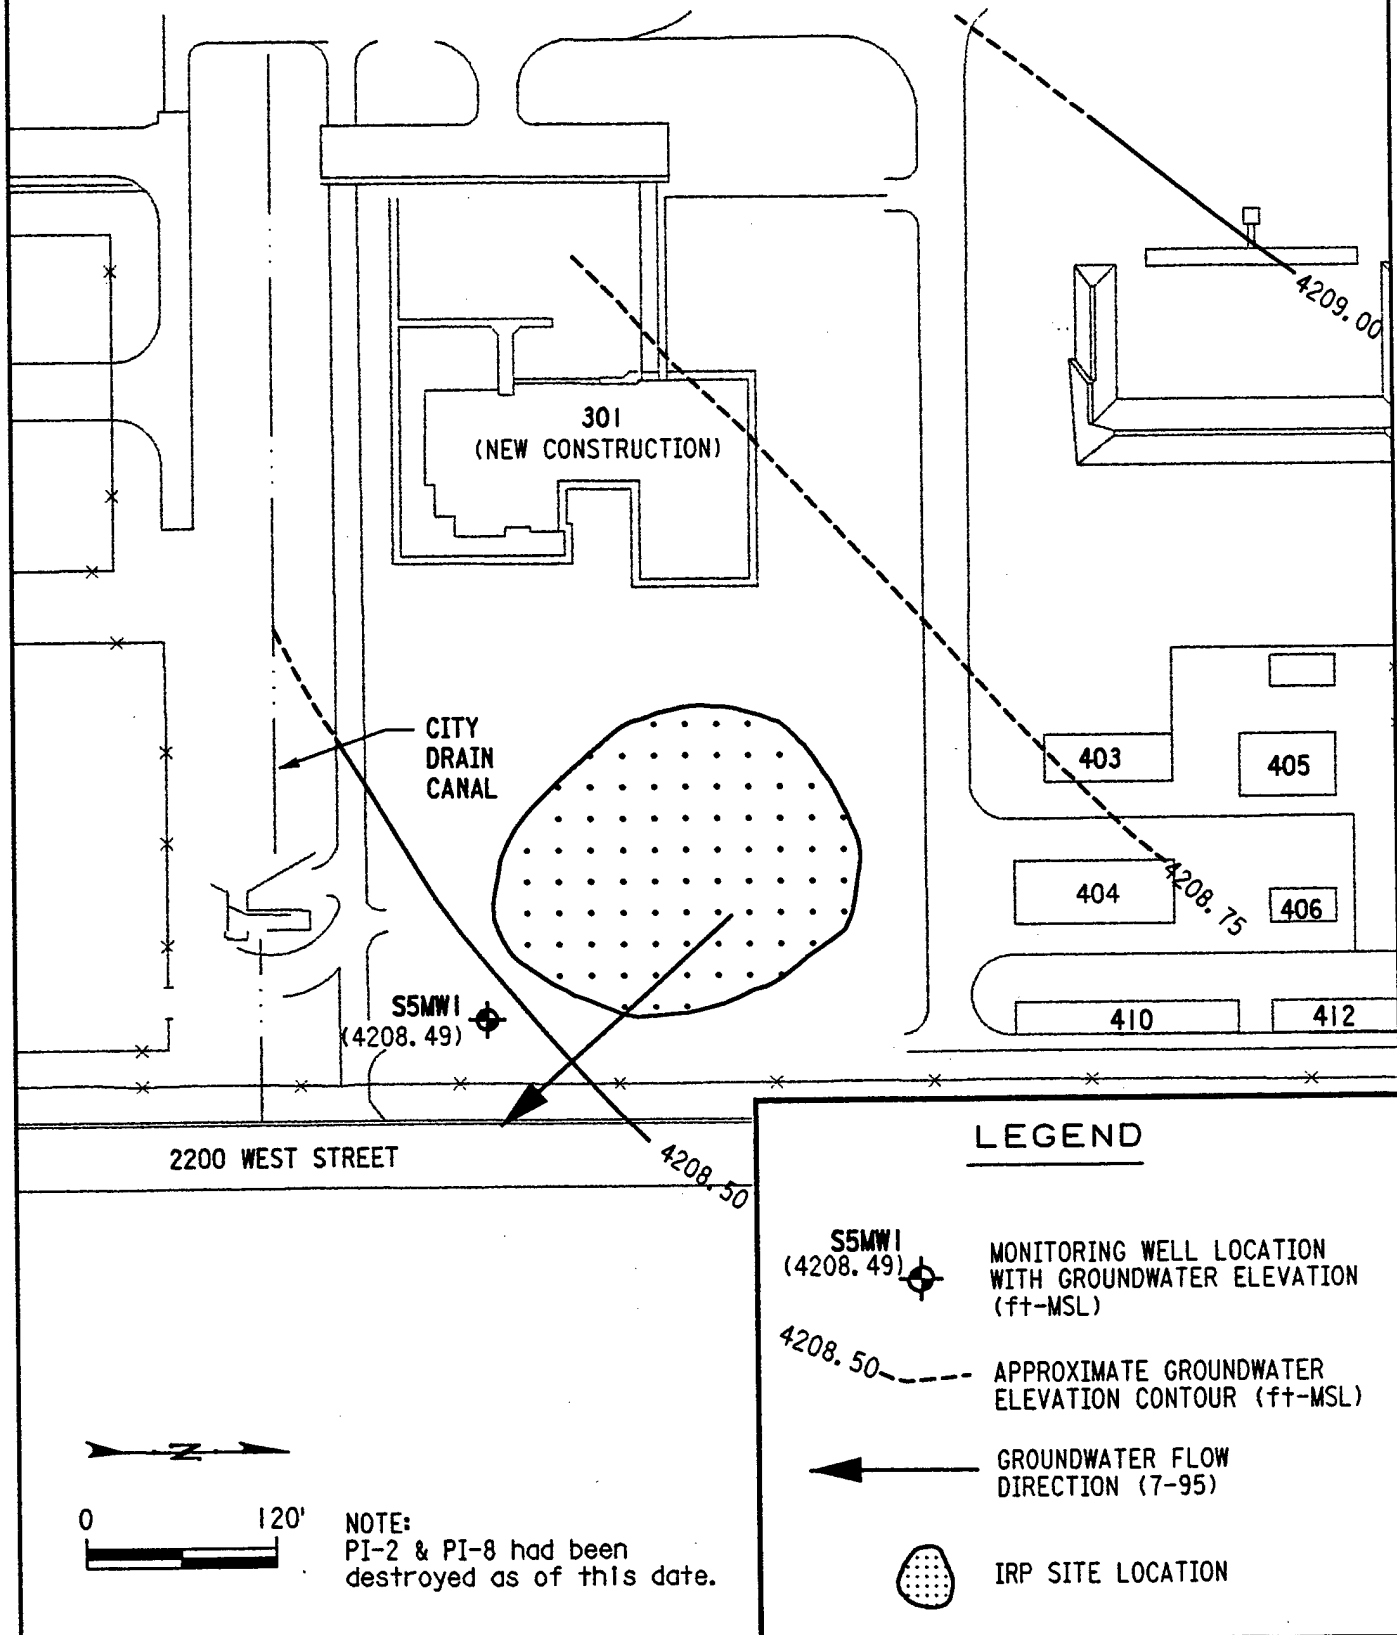 4209.00
301
(NEW CONSTRUCTION)
CITY
DRAIN
CANAL
403
405
404
4208.75
406
S5MW1
(4208.49)
410
412
2200 WEST STREET
4208.50
LEGEND
S5MW1
(4208.49)
MONITORING WELL LOCATION
WITH GROUNDWATER ELEVATION
(ft-MSL)
4208.50
APPROXIMATE GROUNDWATER
ELEVATION CONTOUR (ft-MSL)
GROUNDWATER FLOW
DIRECTION (7-95)
IRP SITE LOCATION
N
0 120'
NOTE:
PI-2 & PI-8 had been
destroyed as of this date.